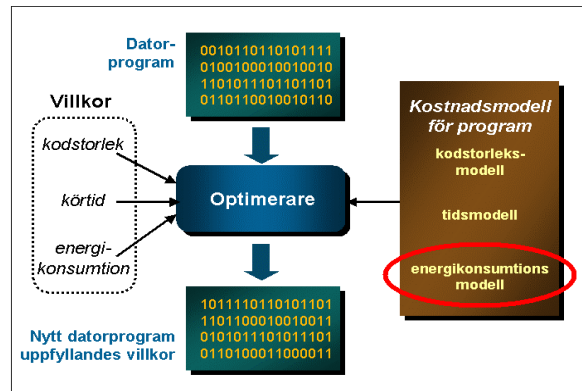 Dator-
program
0010110110101111
0100100010010010
1101011101101101
0110110010010110
Villkor
kodstorlek
körtid
energi-
konsumtion
Optimerare
Kostnadsmodell
för program
kodstorleks-
modell
tidsmodell
energikonsumtions
modell
Nytt datorprogram
uppfyllandes villkor
1011110110101101
1101100010010011
0101011101011101
0110100011000011